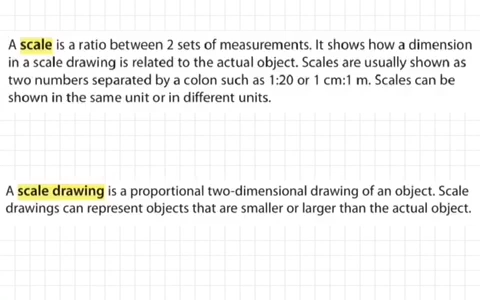 A scale is a ratio between 2 sets of measurements. It shows how a dimension
in a scale drawing is related to the actual object. Scales are usually shown as
two numbers separated by a colon such as 1:20 or 1 cm:1 m. Scales can be
shown in the same unit or in different units.
A scale drawing is a proportional two-dimensional drawing of an object. Scale
drawings can represent objects that are smaller or larger than the actual object.